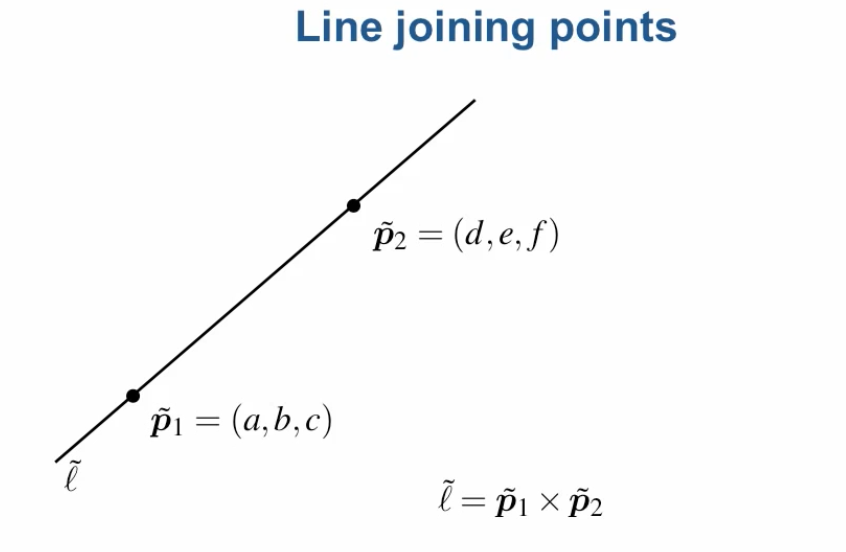 Line joining points
p̃₂ = (d, e, f)
p̃₁ = (a, b, c)
ℓ̃
ℓ̃ = p̃₁ × p̃₂